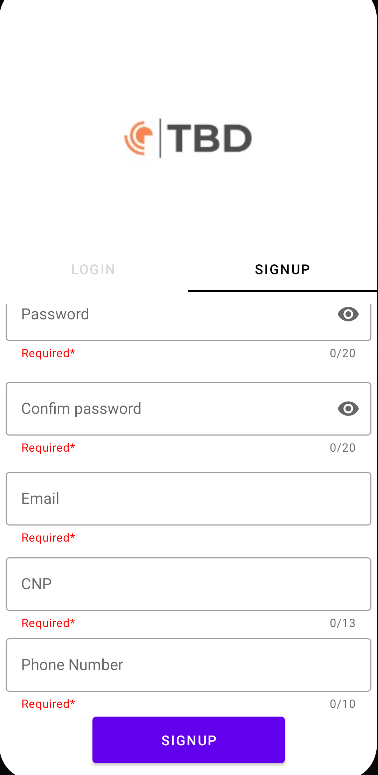 TBD
LOGIN SIGNUP
Password
Required* 0/20
Confim password
Required* 0/20
Email
Required*
CNP
Required* 0/13
Phone Number
Required* 0/10
SIGNUP